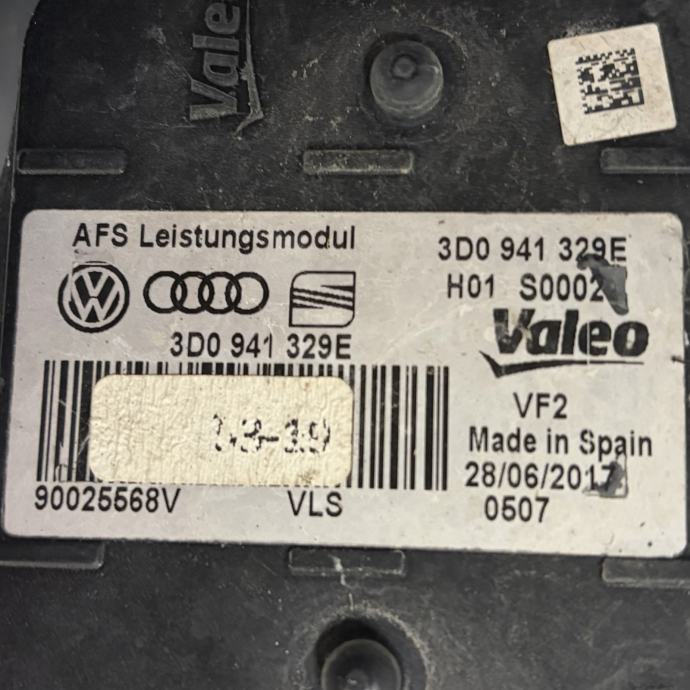 Valeo
AFS Leistungsmodul
3D0 941 329E
3D0 941 329E
H01 S0002
Valeo
VF2
Made in Spain
28/06/2017
0507
90025568V VLS